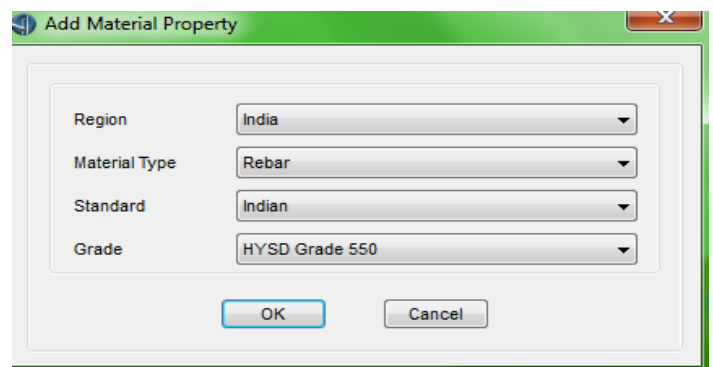 Add Material Property
Region India
Material Type Rebar
Standard Indian
Grade HYSD Grade 550
OK Cancel